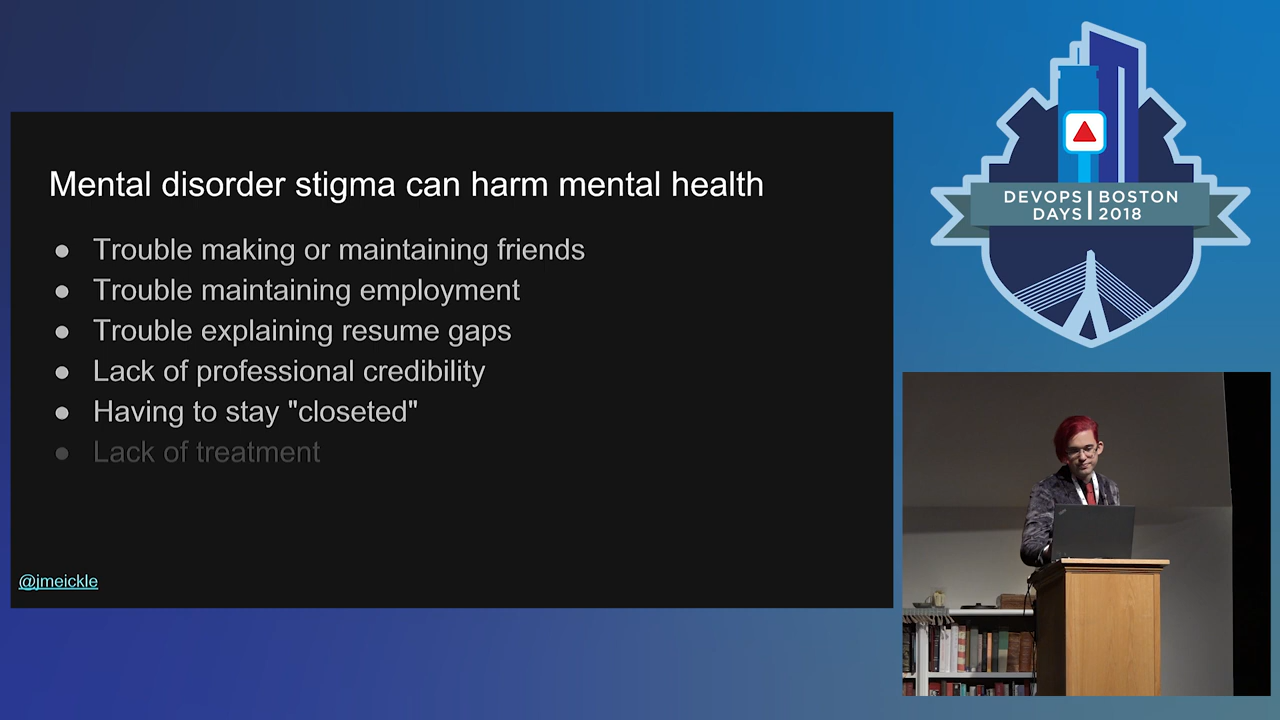 Mental disorder stigma can harm mental health
● Trouble making or maintaining friends
● Trouble maintaining employment
● Trouble explaining resume gaps
● Lack of professional credibility
● Having to stay "closeted"
● Lack of treatment
@jmeickle
DEVOPS | BOSTON
DAYS | 2018